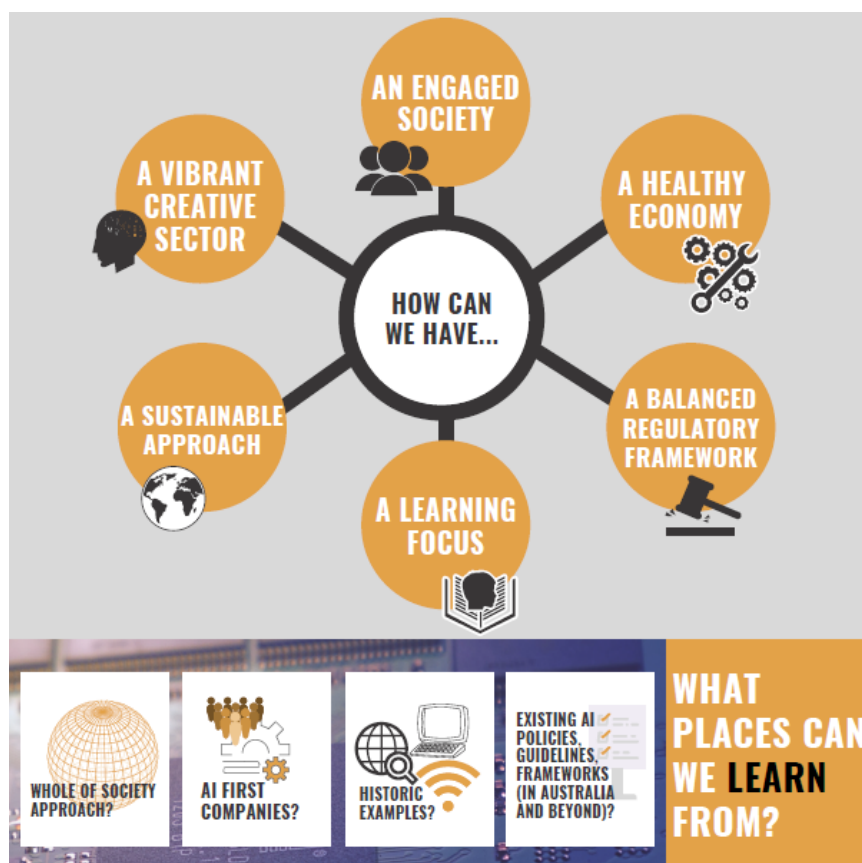 AN ENGAGED
SOCIETY
A VIBRANT
CREATIVE
SECTOR
A HEALTHY
ECONOMY
HOW CAN
WE HAVE...
A SUSTAINABLE
APPROACH
A BALANCED
REGULATORY
FRAMEWORK
A LEARNING
FOCUS
WHOLE OF SOCIETY
APPROACH?
AI FIRST
COMPANIES?
HISTORIC
EXAMPLES?
EXISTING AI
POLICIES,
GUIDELINES,
FRAMEWORKS
(IN AUSTRALIA
AND BEYOND)?
WHAT
PLACES CAN
WE LEARN
FROM?